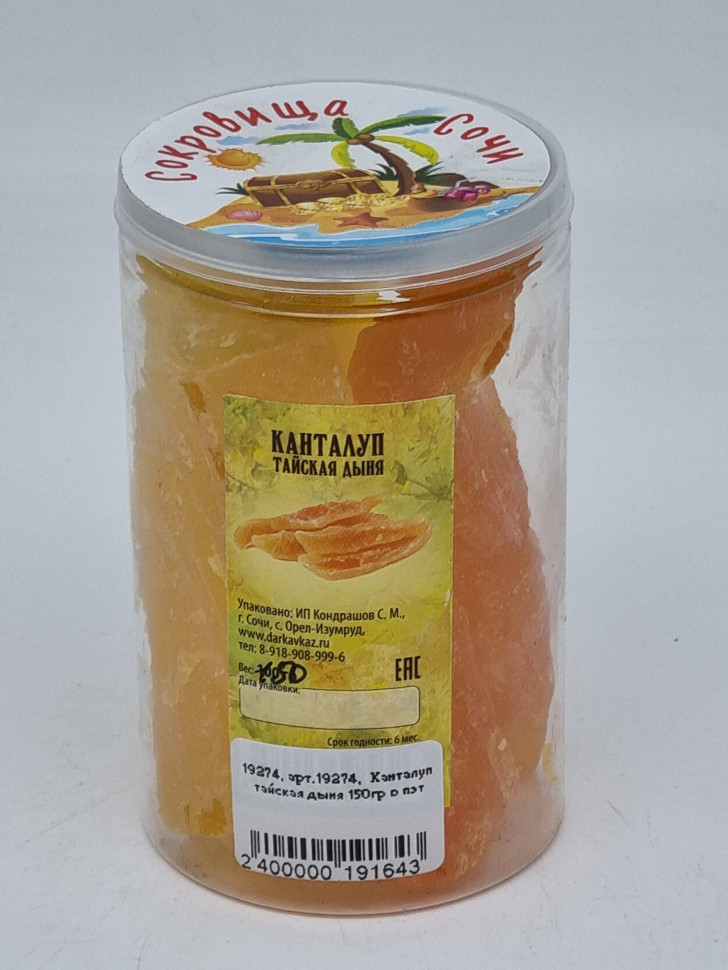 Сокровища Сочи
КАНТАЛУП
ТАЙСКАЯ ДЫНЯ
Упаковано: ИП Кондрашов С. М.,
г. Сочи, с. Орел-Изумруд,
www.darkavkaz.ru
тел: 8-918-908-999-6
Вес: 150
ЕАС
Дата упаковки:
Срок годности: 6 мес.
19274, арт.19274, Канталуп
тайская дыня 150гр в пэт
2 400000 191643